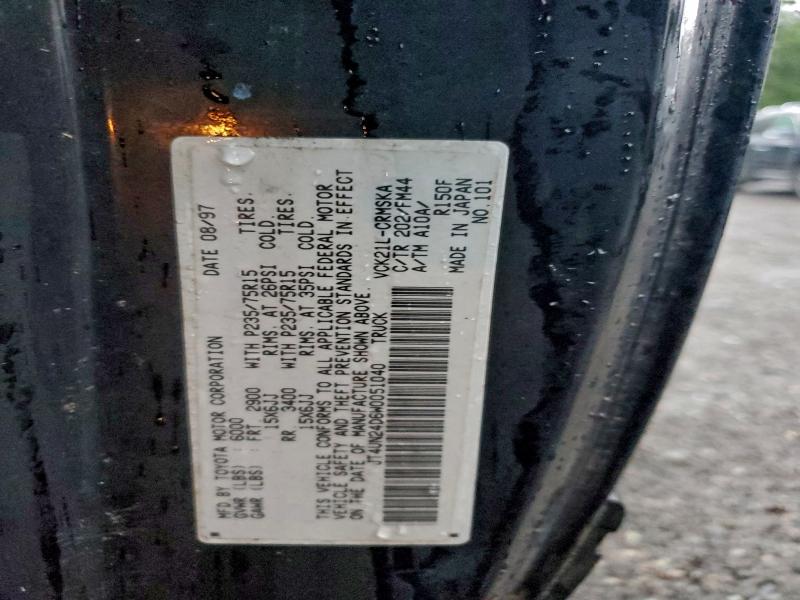 MFD BY TOYOTA MOTOR CORPORATION DATE 08/97
GVWR (LBS) : 6000
GAWR (LBS) : FRT 2900 WITH P235/75R15 TIRES.
15X6JJ RIMS. AT 26PSI COLD.
RR 3400 WITH P235/75R15 TIRES.
15X6JJ RIMS. AT 35PSI COLD.
THIS VEHICLE CONFORMS TO ALL APPLICABLE FEDERAL MOTOR
VEHICLE SAFETY AND THEFT PREVENTION STANDARDS IN EFFECT
ON THE DATE OF MANUFACTURE SHOWN ABOVE
JT4UN24D6W0051040 TRUCK
VCK21L-CRMSKA
C/TR 202/FM44
A/TM A10A/
R150F
MADE IN JAPAN
NO.101